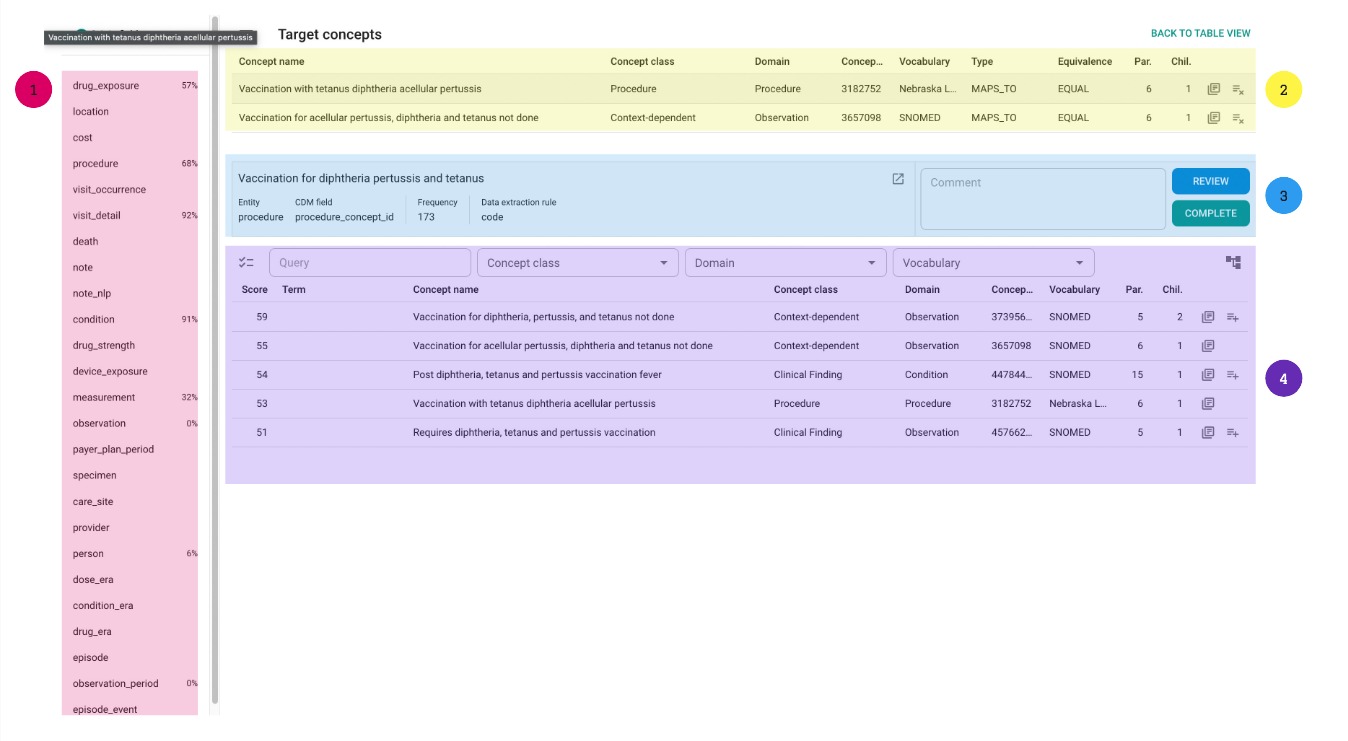 Vaccination with tetanus diphtheria acellular pertussis
Target concepts
BACK TO TABLE VIEW
1
drug_exposure 57%
location
cost
procedure 68%
visit_occurrence
visit_detail 92%
death
note
note_nlp
condition 91%
drug_strength
device_exposure
measurement 32%
observation 0%
payer_plan_period
specimen
care_site
provider
person 6%
dose_era
condition_era
drug_era
episode
observation_period 0%
episode_event
Concept name Concept class Domain Concep... Vocabulary Type Equivalence Par. Chil.
Vaccination with tetanus diphtheria acellular pertussis Procedure Procedure 3182752 Nebraska L... MAPS_TO EQUAL 6 1
Vaccination for acellular pertussis, diphtheria and tetanus not done Context-dependent Observation 3657098 SNOMED MAPS_TO EQUAL 6 1
2
Vaccination for diphtheria pertussis and tetanus
Entity CDM field Frequency Data extraction rule
procedure procedure_concept_id 173 code
Comment
REVIEW
COMPLETE
3
Query Concept class Domain Vocabulary
Score Term Concept name Concept class Domain Concep... Vocabulary Par. Chil.
59 Vaccination for diphtheria, pertussis, and tetanus not done Context-dependent Observation 373956... SNOMED 5 2
55 Vaccination for acellular pertussis, diphtheria and tetanus not done Context-dependent Observation 3657098 SNOMED 6 1
54 Post diphtheria, tetanus and pertussis vaccination fever Clinical Finding Condition 447844... SNOMED 15 1
53 Vaccination with tetanus diphtheria acellular pertussis Procedure Procedure 3182752 Nebraska L... 6 1
51 Requires diphtheria, tetanus and pertussis vaccination Clinical Finding Observation 457662... SNOMED 5 1
4